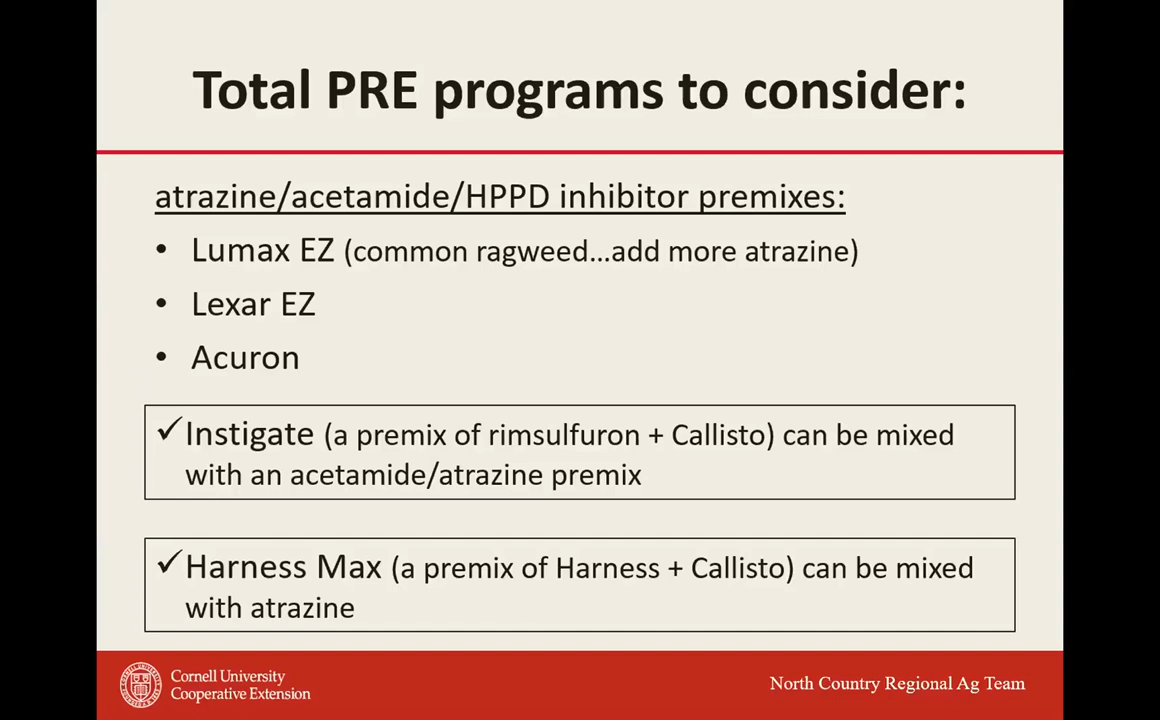 Total PRE programs to consider:
atrazine/acetamide/HPPD inhibitor premixes:
• Lumax EZ (common ragweed...add more atrazine)
• Lexar EZ
• Acuron
✓Instigate (a premix of rimsulfuron + Callisto) can be mixed
with an acetamide/atrazine premix
✓Harness Max (a premix of Harness + Callisto) can be mixed
with atrazine
Cornell University
Cooperative Extension
North Country Regional Ag Team